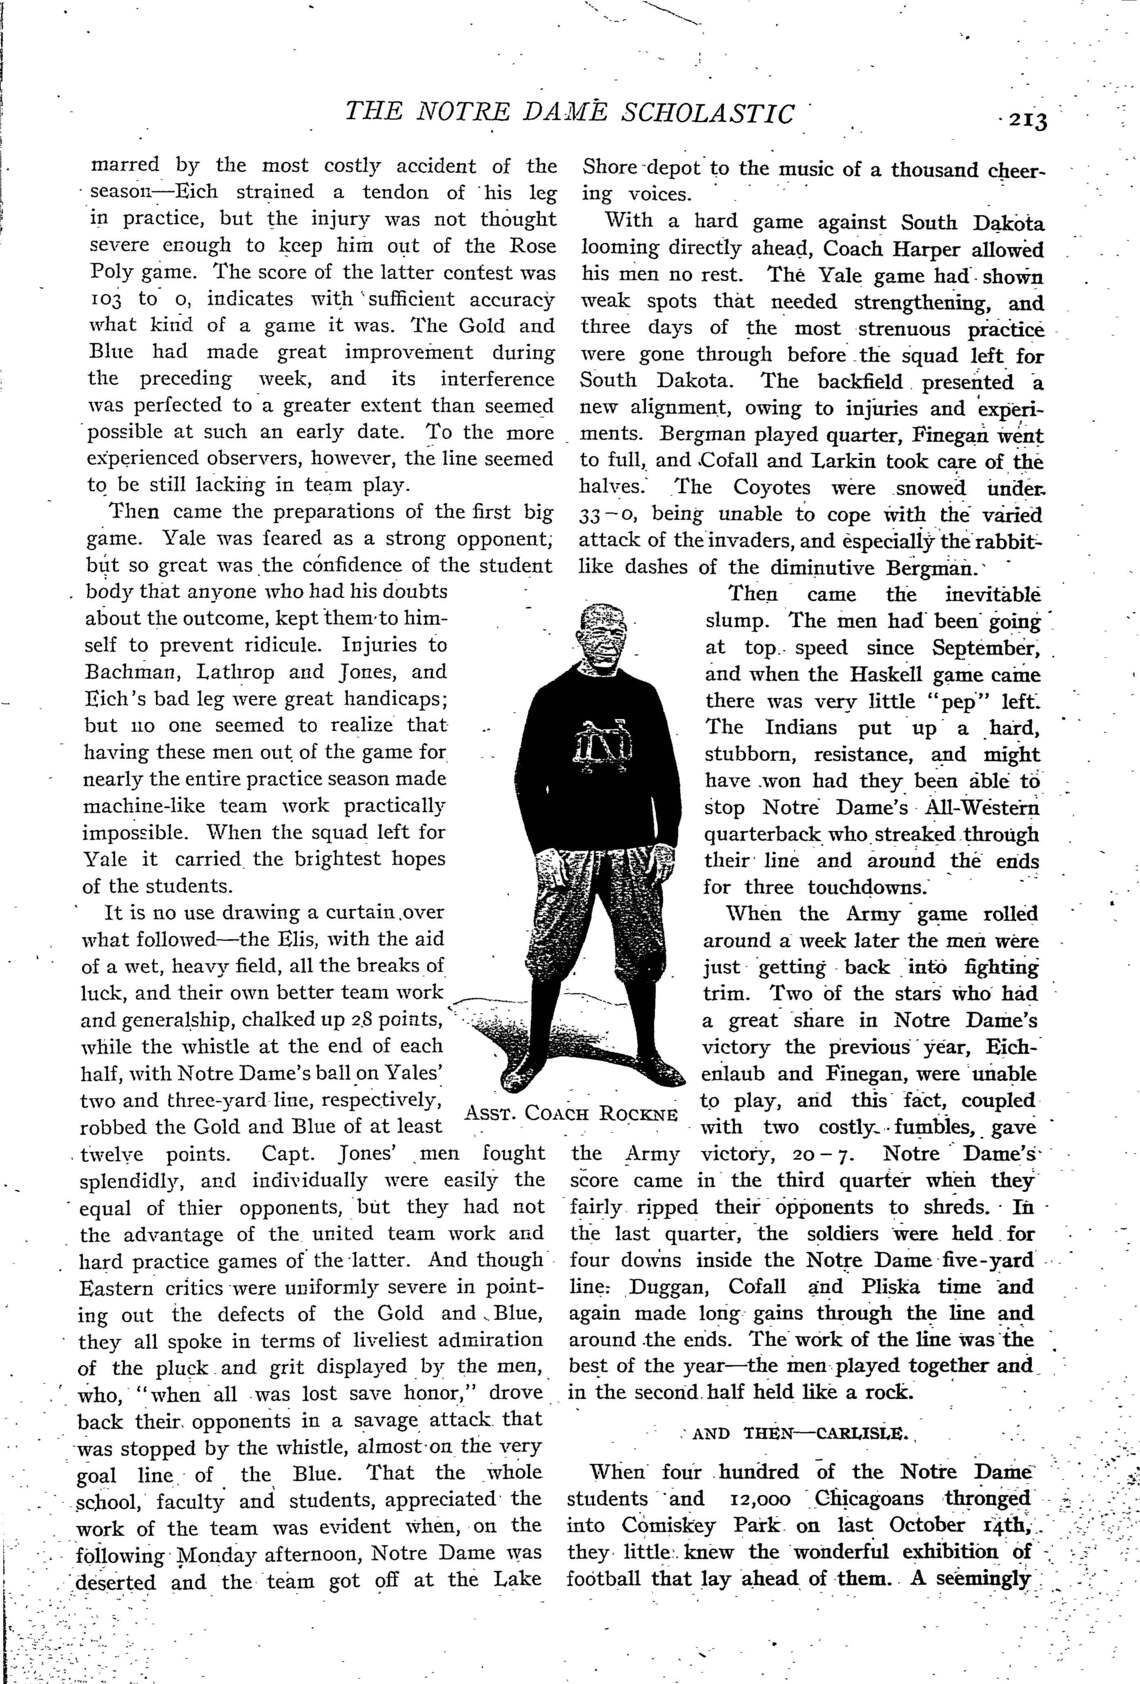 THE NOTRE DAME SCHOLASTIC
213
marred by the most costly accident of the
season—Eich strained a tendon of his leg
in practice, but the injury was not thought
severe enough to keep him out of the Rose
Poly game. The score of the latter contest was
103 to 0, indicates with sufficient accuracy
what kind of a game it was. The Gold and
Blue had made great improvement during
the preceding week, and its interference
was perfected to a greater extent than seemed
possible at such an early date. To the more
experienced observers, however, the line seemed
to be still lacking in team play.
Then came the preparations of the first big
game. Yale was feared as a strong opponent;
but so great was the confidence of the student
body that anyone who had his doubts
about the outcome, kept them to him-
self to prevent ridicule. Injuries to
Bachman, Lathrop and Jones, and
Eich's bad leg were great handicaps;
but no one seemed to realize that
having these men out of the game for
nearly the entire practice season made
machine-like team work practically
impossible. When the squad left for
Yale it carried the brightest hopes
of the students.
It is no use drawing a curtain over
what followed—the Elis, with the aid
of a wet, heavy field, all the breaks of
luck, and their own better team work
and generalship, chalked up 28 points,
while the whistle at the end of each
half, with Notre Dame's ball on Yales'
two and three-yard line, respectively,
robbed the Gold and Blue of at least
twelve points. Capt. Jones' men fought
splendidly, and individually were easily the
equal of thier opponents, but they had not
the advantage of the united team work and
hard practice games of the latter. And though
Eastern critics were uniformly severe in point-
ing out the defects of the Gold and Blue,
they all spoke in terms of liveliest admiration
of the pluck and grit displayed by the men,
who, "when all was lost save honor," drove
back their opponents in a savage attack that
was stopped by the whistle, almost on the very
goal line of the Blue. That the whole
school, faculty and students, appreciated the
work of the team was evident when, on the
following Monday afternoon, Notre Dame was
deserted and the team got off at the Lake
Shore depot to the music of a thousand cheer-
ing voices.
With a hard game against South Dakota
looming directly ahead, Coach Harper allowed
his men no rest. The Yale game had shown
weak spots that needed strengthening, and
three days of the most strenuous practice
were gone through before the squad left for
South Dakota. The backfield presented a
new alignment, owing to injuries and experi-
ments. Bergman played quarter, Finegan went
to full, and Cofall and Larkin took care of the
halves. The Coyotes were snowed under
33–0, being unable to cope with the varied
attack of the invaders, and especially the rabbit-
like dashes of the diminutive Bergman.
Then came the inevitable
slump. The men had been going
at top speed since September,
and when the Haskell game came
there was very little "pep" left.
The Indians put up a hard,
stubborn, resistance, and might
have won had they been able to
stop Notre Dame's All-Western
quarterback who streaked through
their line and around the ends
for three touchdowns.
When the Army game rolled
around a week later the men were
just getting back into fighting
trim. Two of the stars who had
a great share in Notre Dame's
victory the previous year, Eich-
enlaub and Finegan, were unable
to play, and this fact, coupled
with two costly fumbles, gave
the Army victory, 20–7. Notre Dame's
score came in the third quarter when they
fairly ripped their opponents to shreds. In
the last quarter, the soldiers were held for
four downs inside the Notre Dame five-yard
line: Duggan, Cofall and Pliska time and
again made long gains through the line and
around the ends. The work of the line was the
best of the year—the men played together and
in the second half held like a rock.
AND THEN—CARLISLE.
When four hundred of the Notre Dame
students and 12,000 Chicagoans thronged
into Comiskey Park on last October 14th,
they little knew the wonderful exhibition of
football that lay ahead of them. A seemingly
ND
ASST. COACH ROCKNE